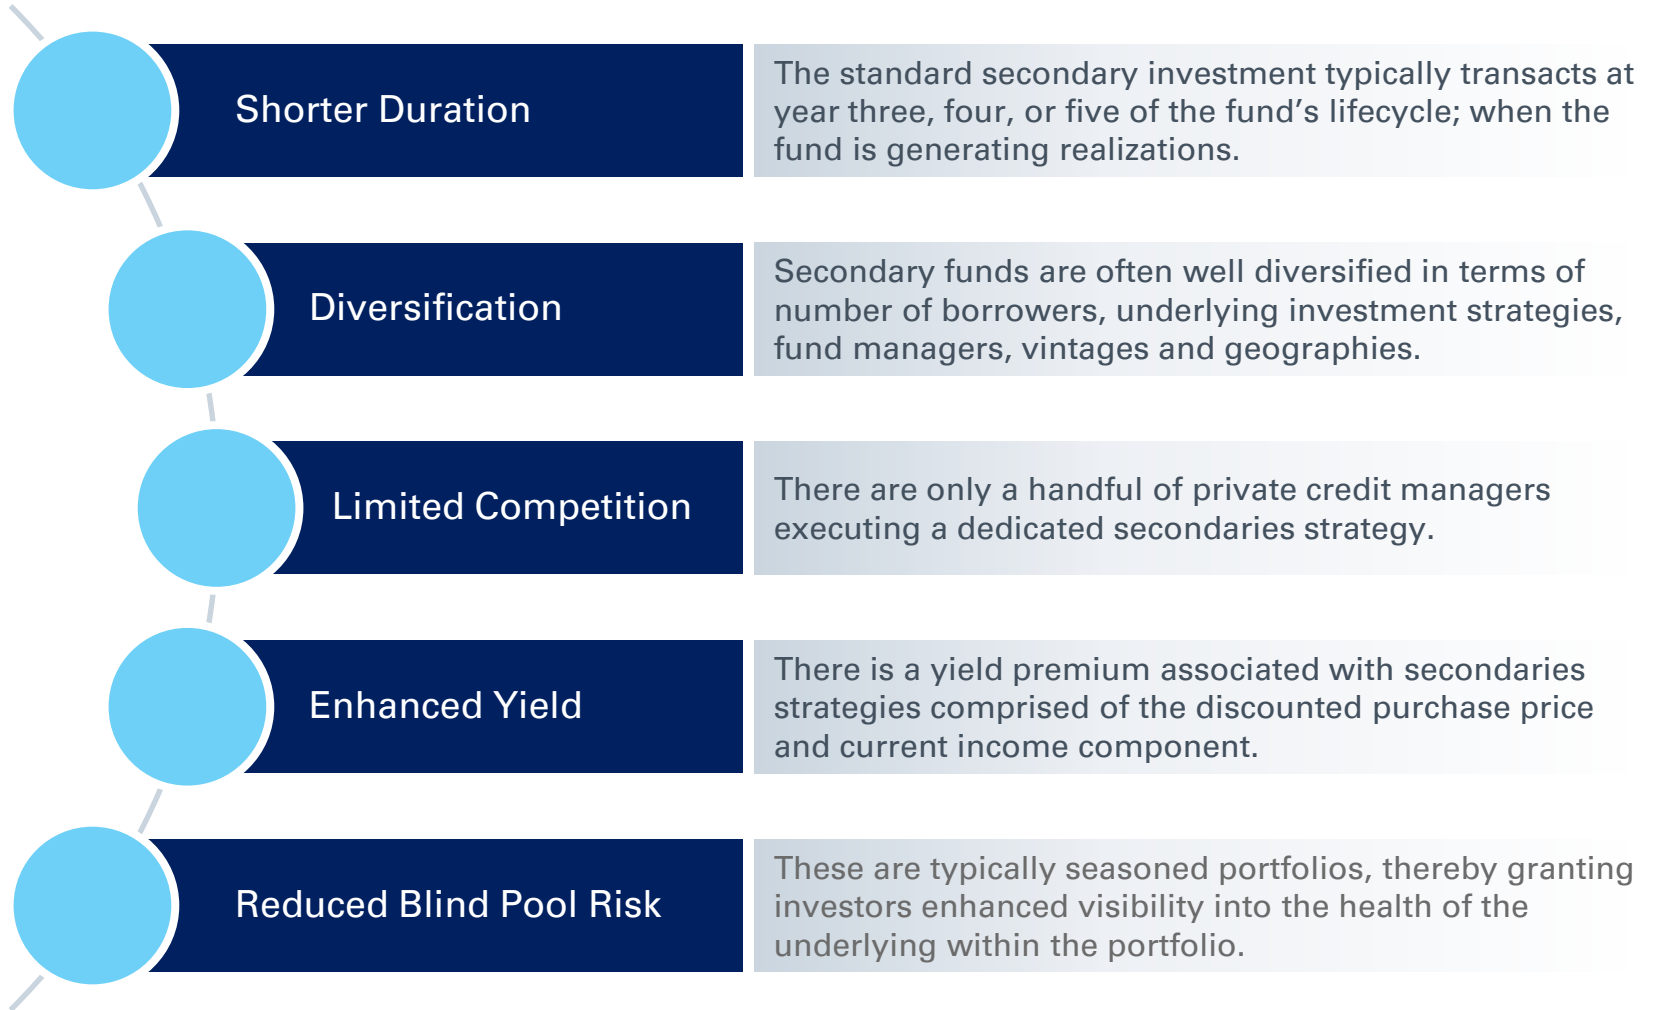 Shorter Duration
The standard secondary investment typically transacts at
year three, four, or five of the fund’s lifecycle; when the
fund is generating realizations.
Diversification
Secondary funds are often well diversified in terms of
number of borrowers, underlying investment strategies,
fund managers, vintages and geographies.
Limited Competition
There are only a handful of private credit managers
executing a dedicated secondaries strategy.
Enhanced Yield
There is a yield premium associated with secondaries
strategies comprised of the discounted purchase price
and current income component.
Reduced Blind Pool Risk
These are typically seasoned portfolios, thereby granting
investors enhanced visibility into the health of the
underlying within the portfolio.